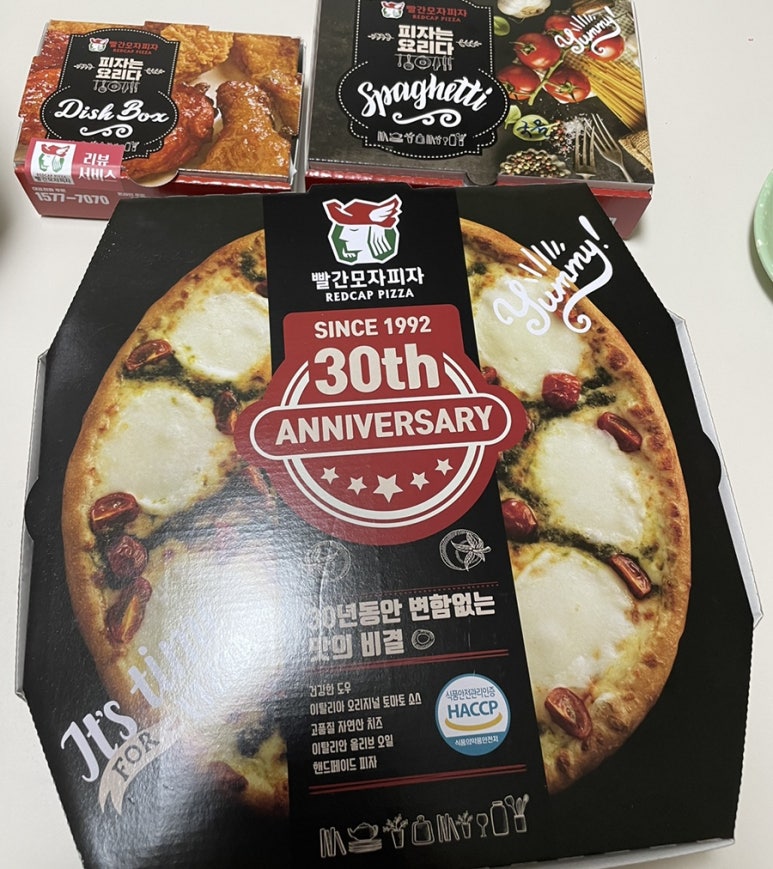 빨간모자피자
REDCAP PIZZA
피자는
요리다
Dish Box
리뷰
서비스
1577-7070
빨간모자피자
REDCAP PIZZA
피자는
요리다
Spaghetti
Yummy!
빨간모자피자
REDCAP PIZZA
Yummy!
SINCE 1992
30th
ANNIVERSARY
30년동안 변함없는
맛의 비결
건강한 도우
이탈리아 오리지널 토마토 소스
고품질 자연산 치즈
이탈리안 올리브 오일
핸드메이드 피자
식품안전관리인증
HACCP
식품의약품안전처
It's time
FOR